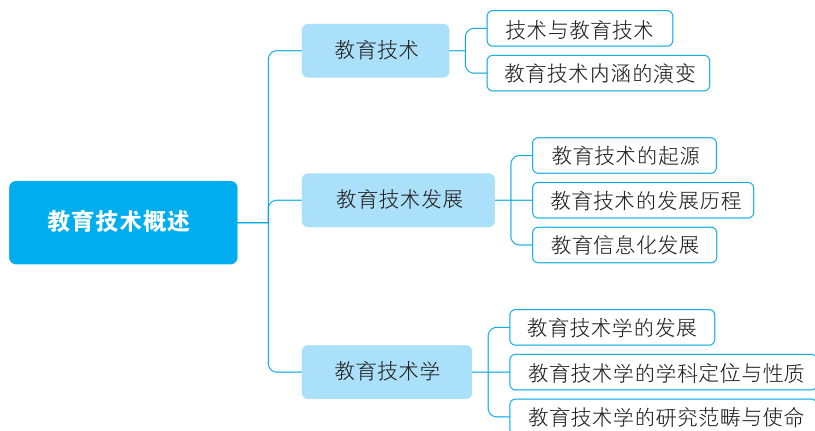 教育技术概述
教育技术
技术与教育技术
教育技术内涵的演变
教育技术发展
教育技术的起源
教育技术的发展历程
教育信息化发展
教育技术学
教育技术学的发展
教育技术学的学科定位与性质
教育技术学的研究范畴与使命